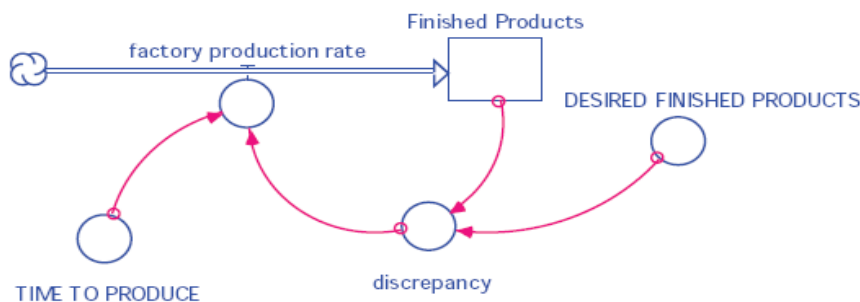 Finished Products
factory production rate
DESIRED FINISHED PRODUCTS
discrepancy
TIME TO PRODUCE